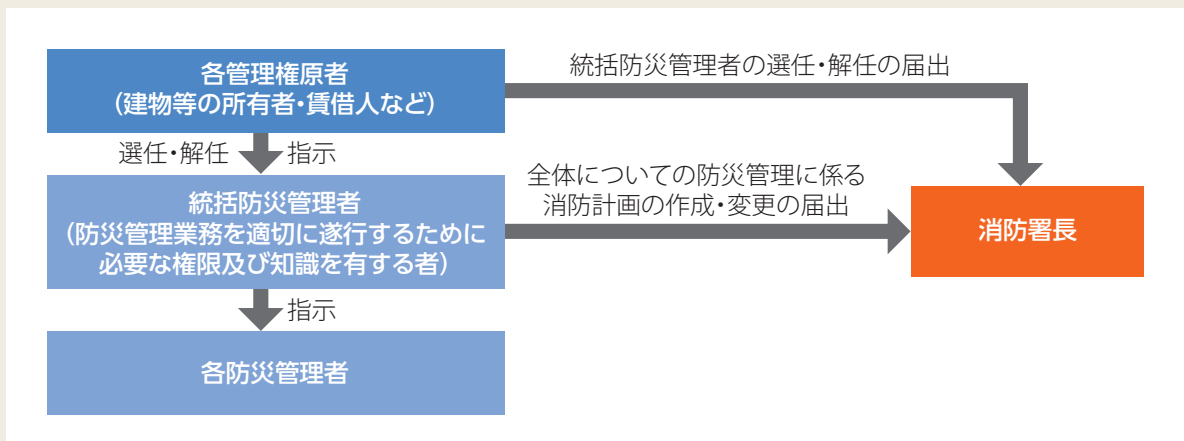 各管理権原者
（建物等の所有者・賃借人など）
統括防災管理者の選任・解任の届出
選任・解任
指示
統括防災管理者
（防災管理業務を適切に遂行するために
必要な権限及び知識を有する者）
全体についての防災管理に係る
消防計画の作成・変更の届出
消防署長
指示
各防災管理者